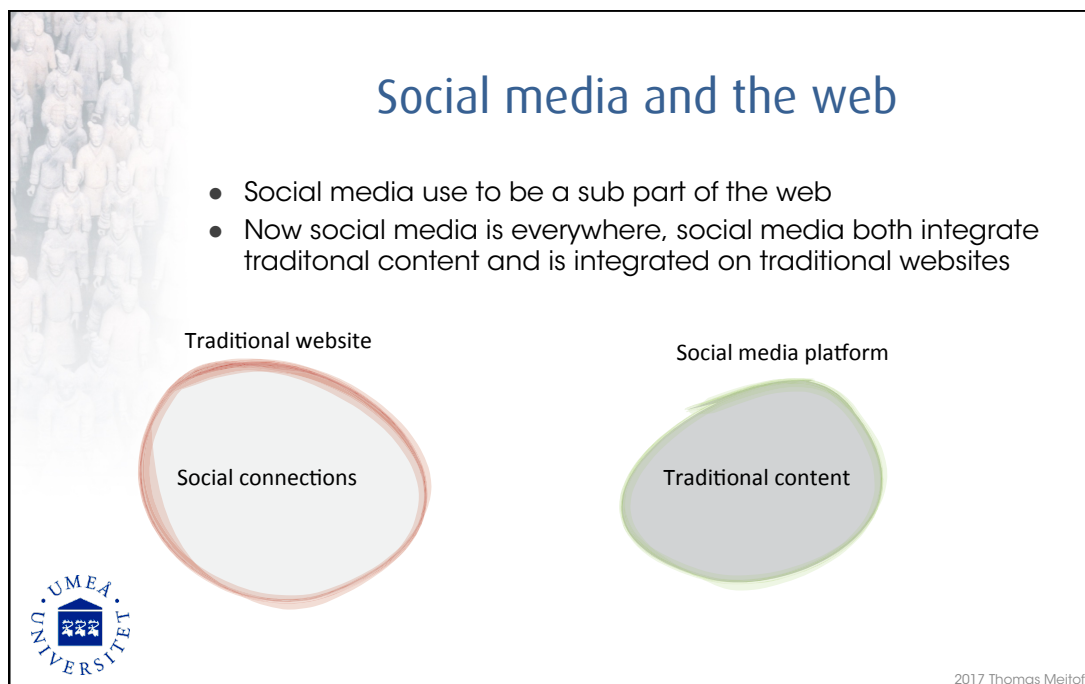 Social media and the web
● Social media use to be a sub part of the web
● Now social media is everywhere, social media both integrate
traditonal content and is integrated on traditional websites
Traditional website
Social media platform
Social connections
Traditional content
UMEÅ UNIVERSITET
2017 Thomas Mejtof